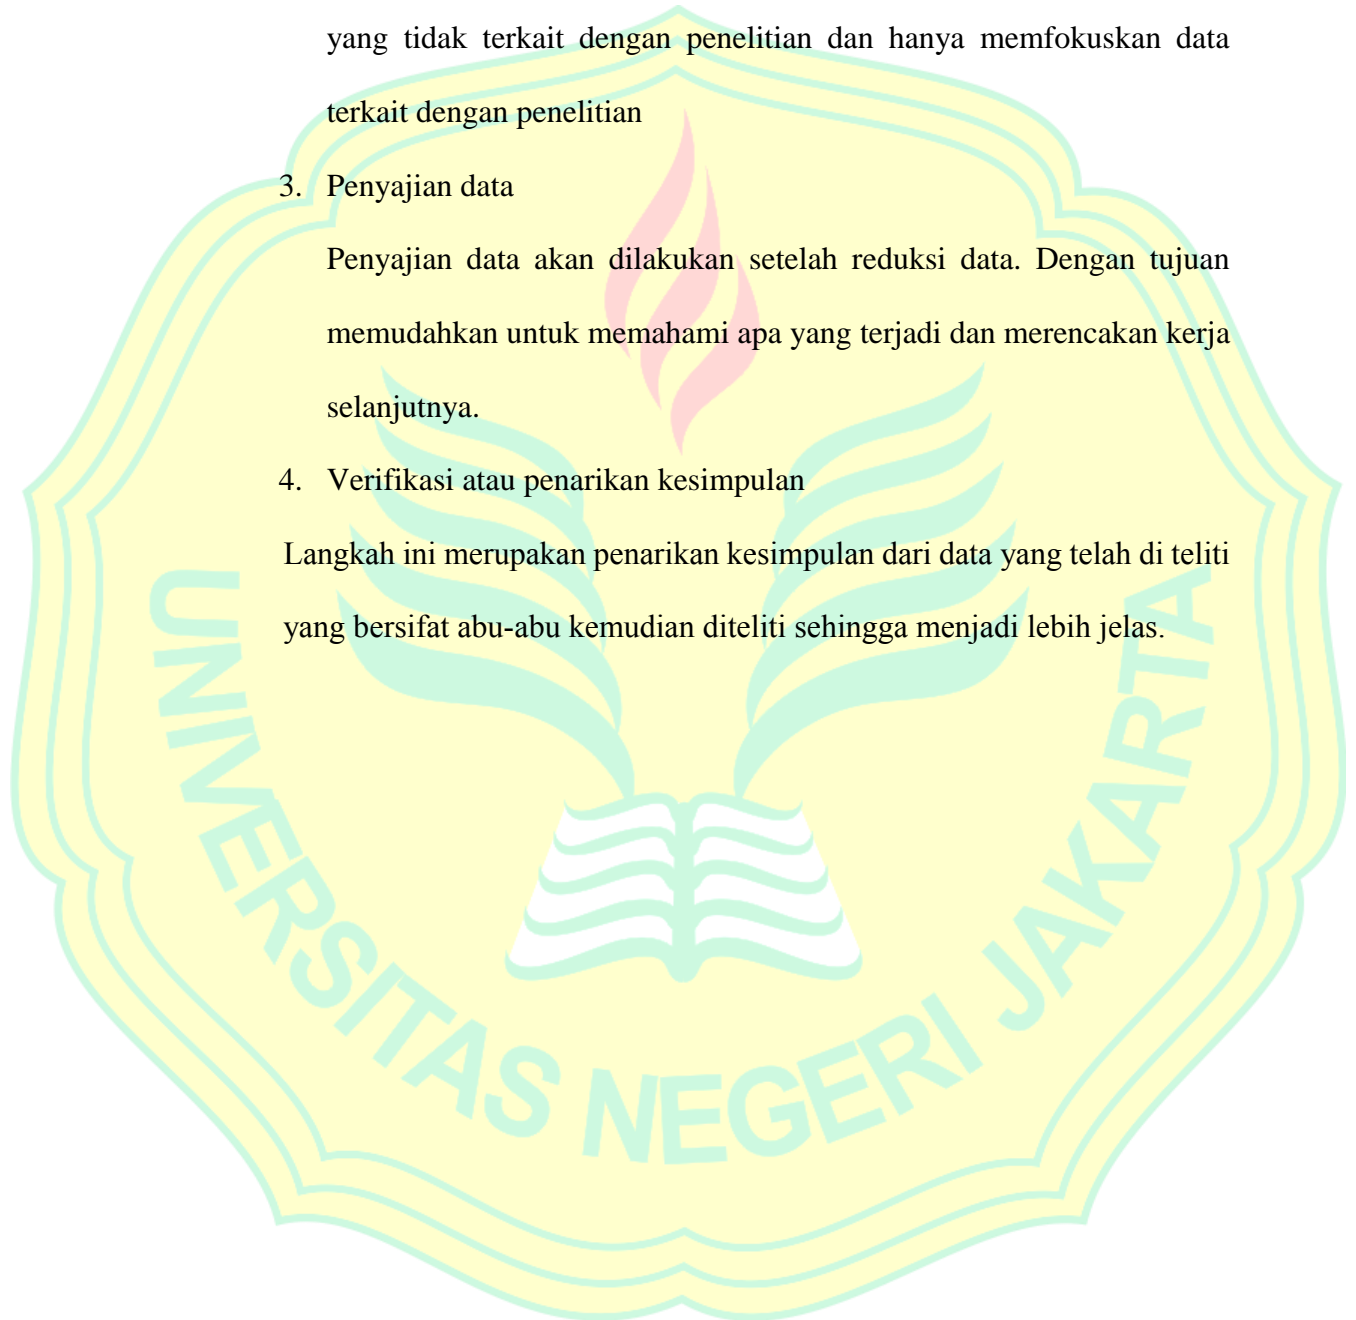 yang tidak terkait dengan penelitian dan hanya memfokuskan data
terkait dengan penelitian
3. Penyajian data
Penyajian data akan dilakukan setelah reduksi data. Dengan tujuan
memudahkan untuk memahami apa yang terjadi dan merencakan kerja
selanjutnya.
4. Verifikasi atau penarikan kesimpulan
Langkah ini merupakan penarikan kesimpulan dari data yang telah di teliti
yang bersifat abu-abu kemudian diteliti sehingga menjadi lebih jelas.
UNIVERSITAS NEGERI JAKARTA